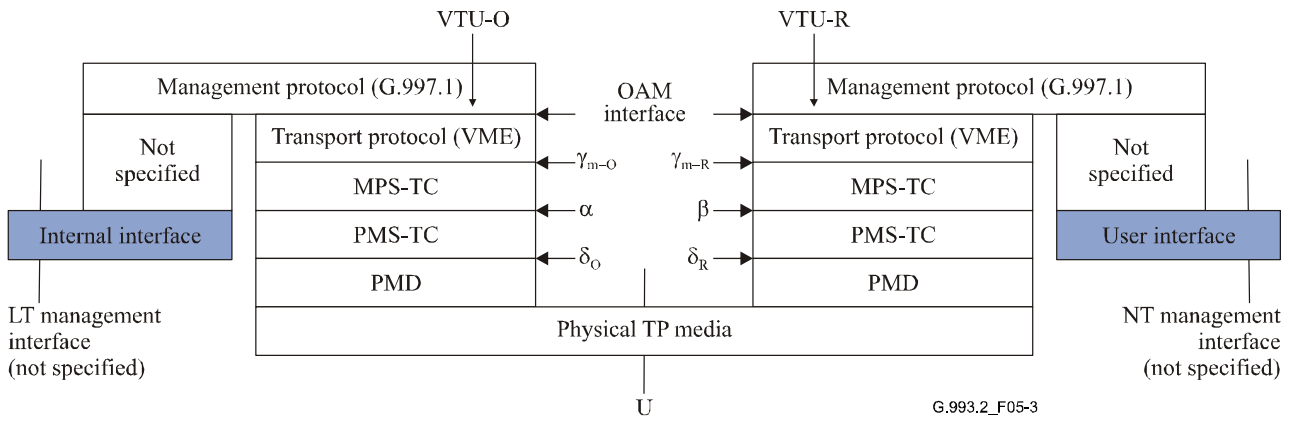 VTU-O
VTU-R
Management protocol (G.997.1)
OAM
interface
Management protocol (G.997.1)
Not
specified
Transport protocol (VME)
Transport protocol (VME)
Not
specified
γm–O
γm–R
MPS-TC
MPS-TC
α
β
Internal interface
PMS-TC
PMS-TC
User interface
δO
δR
PMD
PMD
LT management
interface
(not specified)
Physical TP media
NT management
interface
(not specified)
U
G.993.2_F05-3